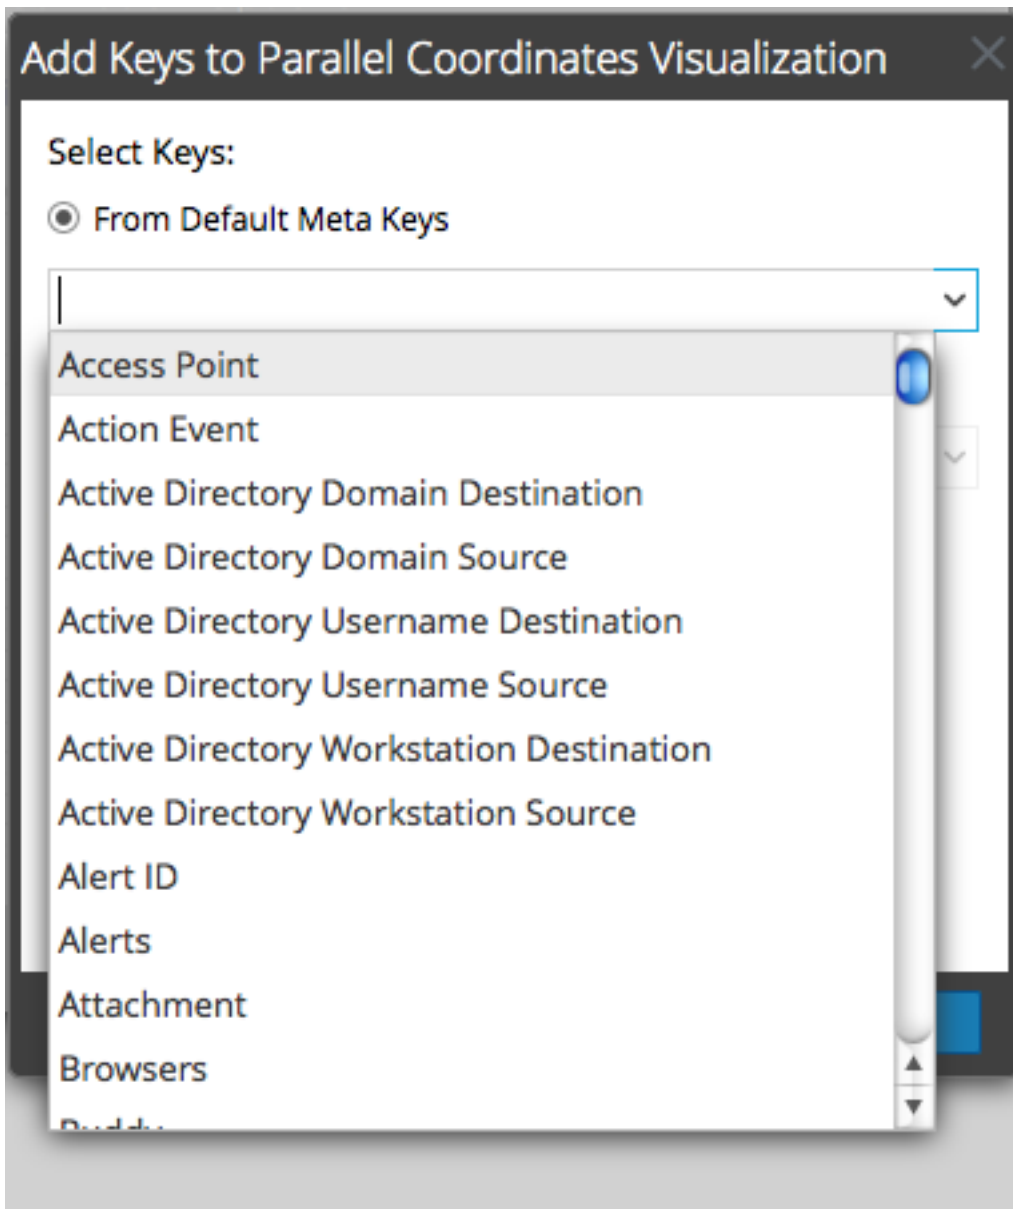 Add Keys to Parallel Coordinates Visualization
Select Keys:
From Default Meta Keys
Access Point
Action Event
Active Directory Domain Destination
Active Directory Domain Source
Active Directory Username Destination
Active Directory Username Source
Active Directory Workstation Destination
Active Directory Workstation Source
Alert ID
Alerts
Attachment
Browsers